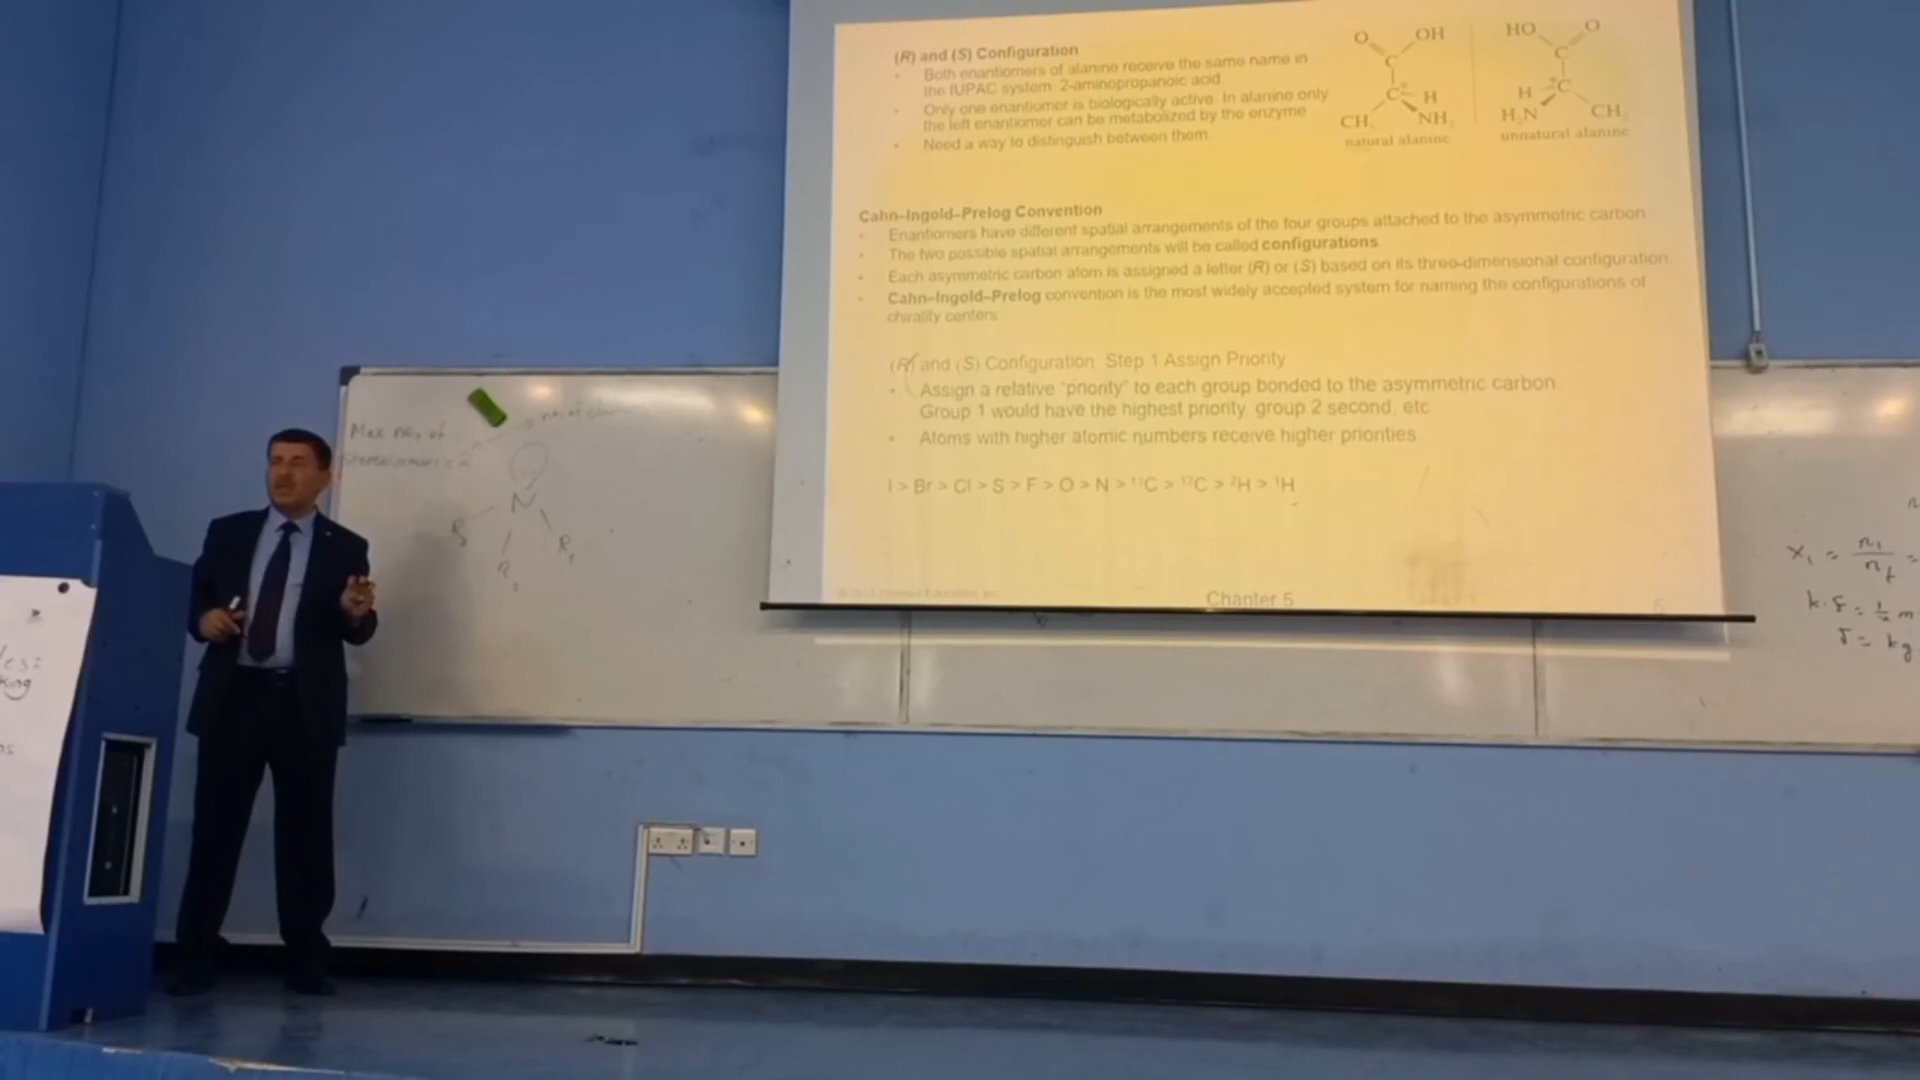 (R) and (S) Configuration
• Both enantiomers of alanine receive the same name in
the IUPAC system: 2-aminopropanoic acid
• Only one enantiomer is biologically active. In alanine only
the left enantiomer can be metabolized by the enzyme
• Need a way to distinguish between them
O OH
C
C* H
CH3 NH2
natural alanine
HO O
C
H *C
H2N CH3
unnatural alanine
Cahn–Ingold–Prelog Convention
• Enantiomers have different spatial arrangements of the four groups attached to the asymmetric carbon
• The two possible spatial arrangements will be called configurations
• Each asymmetric carbon atom is assigned a letter (R) or (S) based on its three-dimensional configuration
• Cahn–Ingold–Prelog convention is the most widely accepted system for naming the configurations of
chirality centers
(R) and (S) Configuration Step 1 Assign Priority
• Assign a relative "priority" to each group bonded to the asymmetric carbon
Group 1 would have the highest priority, group 2 second, etc
• Atoms with higher atomic numbers receive higher priorities
I > Br > Cl > S > F > O > N > ¹³C > ¹²C > ²H > ¹H
Chapter 5
6
Max no. of
no. of
N
R3
R2
R1
x₁ = n₁/nₜ =
k.ξ = ½ m
J = kg
les:
king